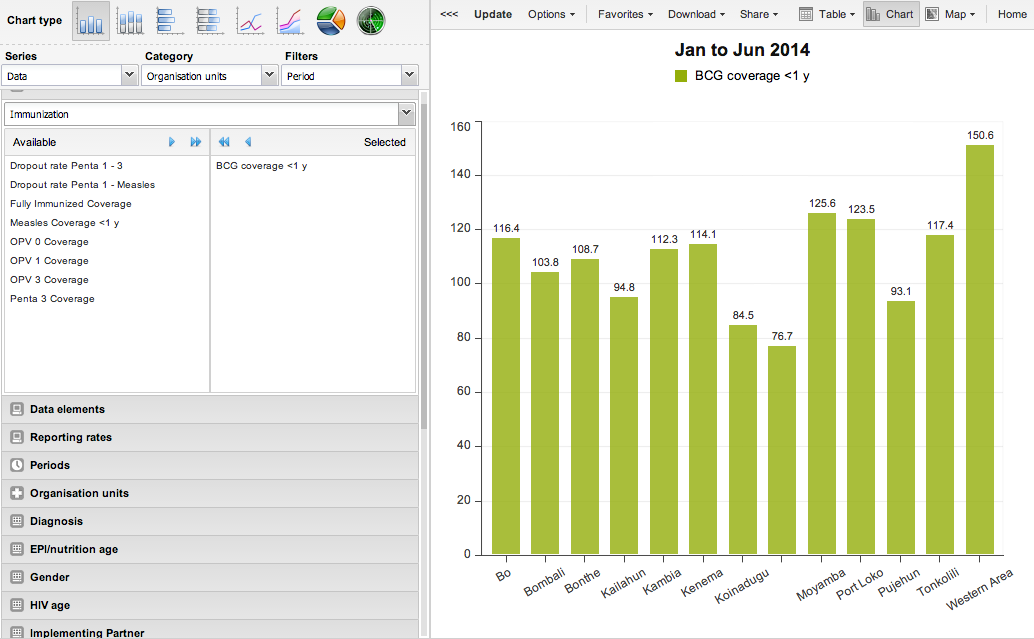 Chart type
Series Category Filters
Data Organisation units Period
Immunization
Available Selected
Dropout rate Penta 1 - 3
Dropout rate Penta 1 - Measles
Fully Immunized Coverage
Measles Coverage <1 y
OPV 0 Coverage
OPV 1 Coverage
OPV 3 Coverage
Penta 3 Coverage
BCG coverage <1 y
Data elements
Reporting rates
Periods
Organisation units
Diagnosis
EPI/nutrition age
Gender
HIV age
Implementing Partner
<<< Update Options Favorites Download Share Table Chart Map Home
Jan to Jun 2014
BCG coverage <1 y
160
140
120
100
80
60
40
20
0
116.4 103.8 108.7 94.8 112.3 114.1 84.5 76.7 125.6 123.5 93.1 117.4 150.6
Bo Bombali Bonthe Kailahun Kambia Kenema Koinadugu Moyamba Port Loko Pujehun Tonkolili Western Area